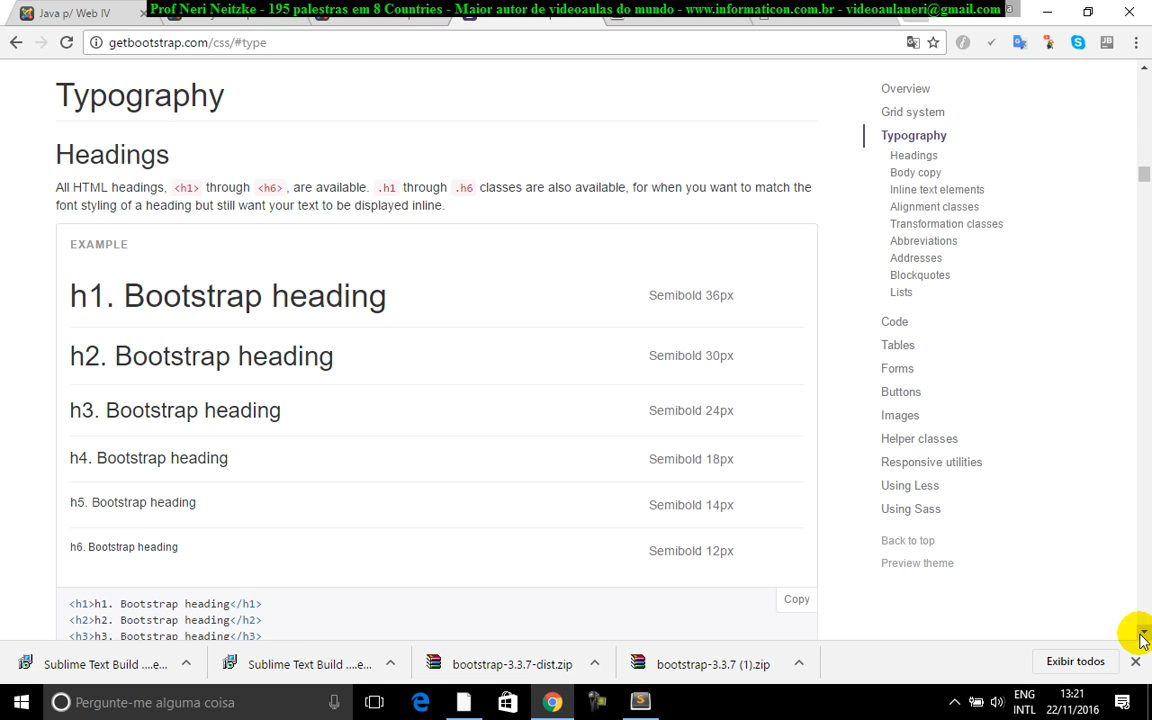 Java p/ Web IV
Prof Neri Neitzke - 195 palestras em 8 Countries - Maior autor de videoaulas do mundo - www.informaticon.com.br - videoaulaneri@gmail.com
getbootstrap.com/css/#type
Typography
Headings
All HTML headings, <h1> through <h6>, are available. .h1 through .h6 classes are also available, for when you want to match the
font styling of a heading but still want your text to be displayed inline.
EXAMPLE
h1. Bootstrap heading Semibold 36px
h2. Bootstrap heading Semibold 30px
h3. Bootstrap heading Semibold 24px
h4. Bootstrap heading Semibold 18px
h5. Bootstrap heading Semibold 14px
h6. Bootstrap heading Semibold 12px
Copy
<h1>h1. Bootstrap heading</h1>
<h2>h2. Bootstrap heading</h2>
<h3>h3. Bootstrap heading</h3>
Overview
Grid system
Typography
Headings
Body copy
Inline text elements
Alignment classes
Transformation classes
Abbreviations
Addresses
Blockquotes
Lists
Code
Tables
Forms
Buttons
Images
Helper classes
Responsive utilities
Using Less
Using Sass
Back to top
Preview theme
Sublime Text Build ....e... Sublime Text Build ....e... bootstrap-3.3.7-dist.zip bootstrap-3.3.7 (1).zip Exibir todos
Pergunte-me alguma coisa
ENG
INTL
13:21
22/11/2016